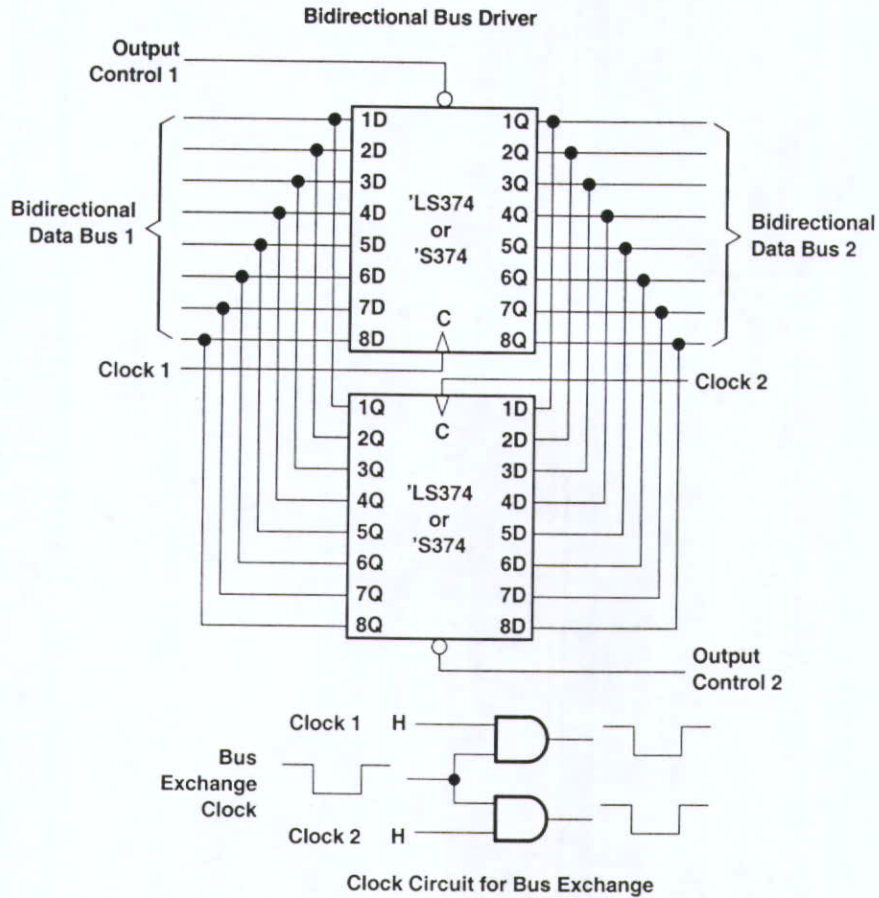 Bidirectional Bus Driver
Output
Control 1
Bidirectional
Data Bus 1
1D
2D
3D
4D
5D
6D
7D
8D
'LS374
or
'S374
C
1Q
2Q
3Q
4Q
5Q
6Q
7Q
8Q
Bidirectional
Data Bus 2
Clock 1
Clock 2
1Q
2Q
3Q
4Q
5Q
6Q
7Q
8Q
C
'LS374
or
'S374
1D
2D
3D
4D
5D
6D
7D
8D
Output
Control 2
Clock 1 H
Bus
Exchange
Clock
Clock 2 H
Clock Circuit for Bus Exchange